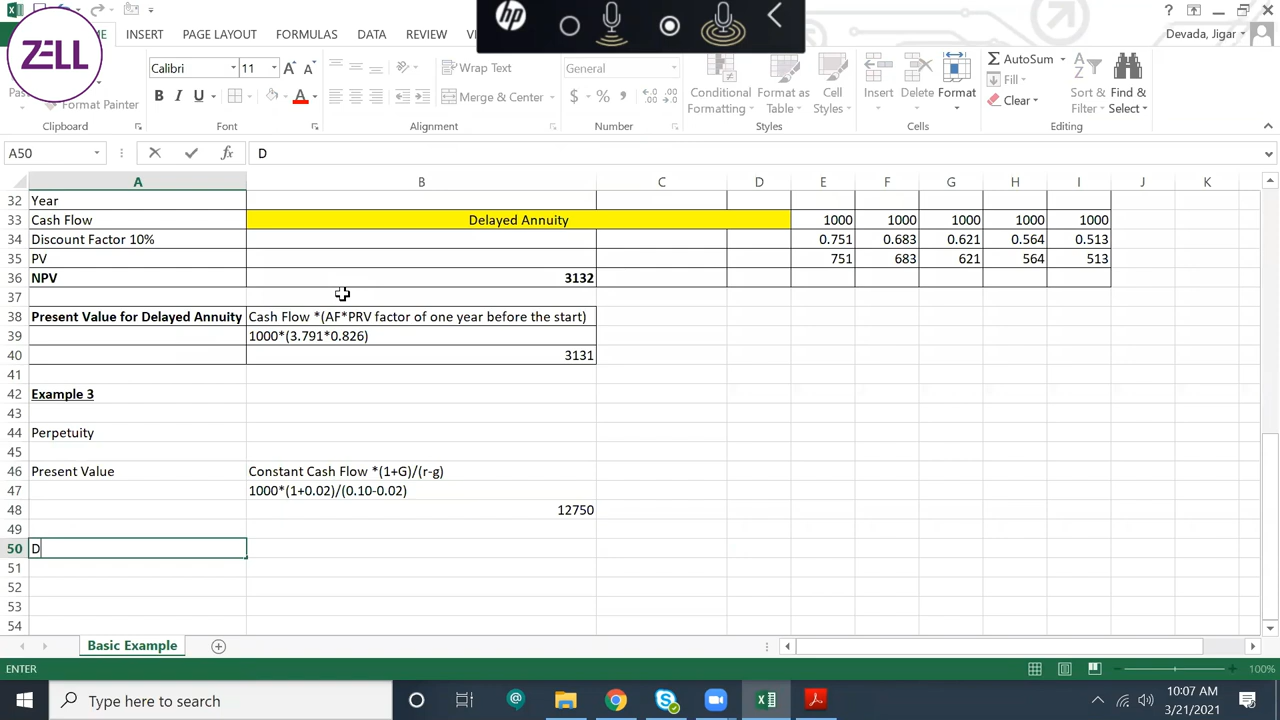 hp
Devada, Jigar
ZELL
INSERT PAGE LAYOUT FORMULAS DATA REVIEW
Calibri 11
Wrap Text
General
AutoSum
Fill
Clear
Format Painter
B I U
Merge & Center
$ % ,
Conditional Formatting
Format as Table
Cell Styles
Insert
Delete
Format
Sort & Filter
Find & Select
Clipboard Font Alignment Number Styles Cells Editing
A50 fx D
A B C D E F G H I J K
32 Year
33 Cash Flow Delayed Annuity 1000 1000 1000 1000 1000
34 Discount Factor 10% 0.751 0.683 0.621 0.564 0.513
35 PV 751 683 621 564 513
36 NPV 3132
37
38 Present Value for Delayed Annuity Cash Flow *(AF*PRV factor of one year before the start)
39 1000*(3.791*0.826)
40 3131
41
42 Example 3
43
44 Perpetuity
45
46 Present Value Constant Cash Flow *(1+G)/(r-g)
47 1000*(1+0.02)/(0.10-0.02)
48 12750
49
50 D
51
52
53
54
Basic Example
ENTER 100%
Type here to search
10:07 AM
3/21/2021